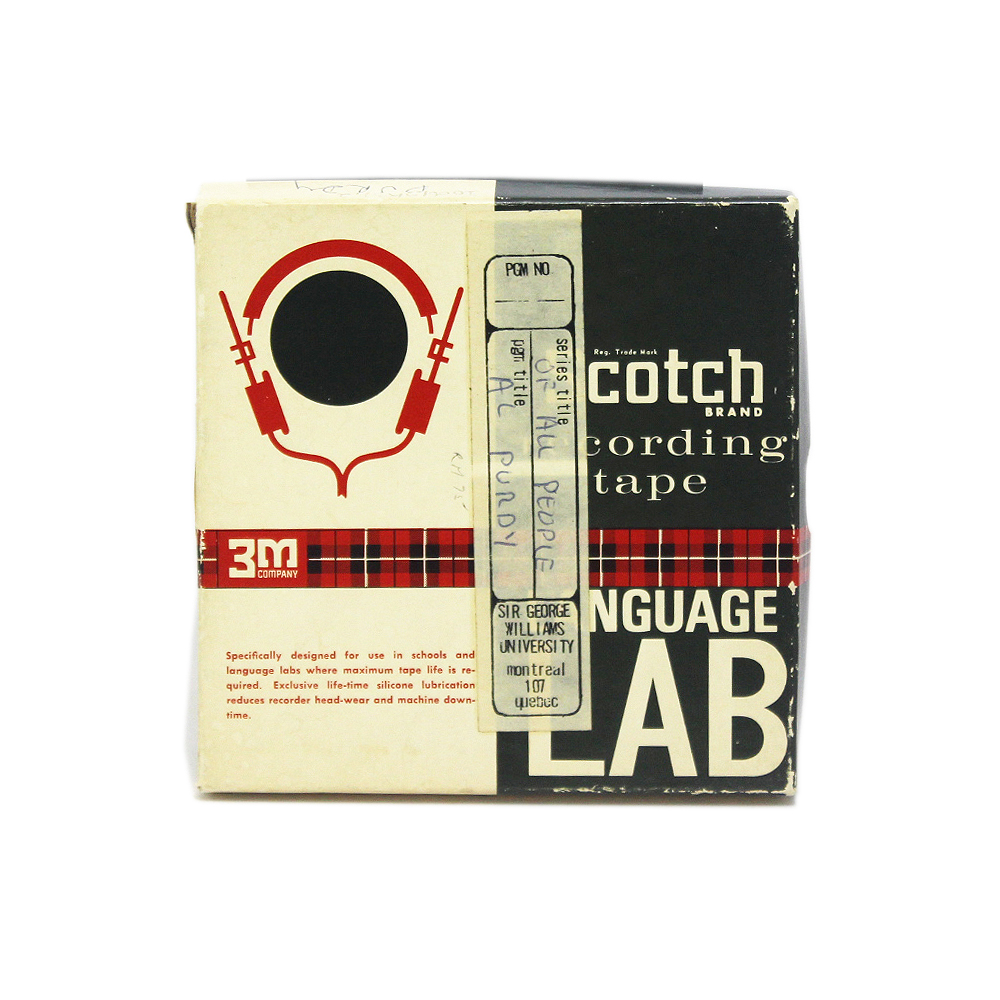 PGM NO
series title
OF ALL PEOPLE
pgm title
AL PURDY
SIR GEORGE
WILLIAMS
UNIVERSITY
montreal
107
quebec
Reg. Trade Mark
cotch
BRAND
cording
tape
3M
COMPANY
NGUAGE
LAB
Specifically designed for use in schools and
language labs where maximum tape life is re-
quired. Exclusive life-time silicone lubrication
reduces recorder head-wear and machine down-
time.